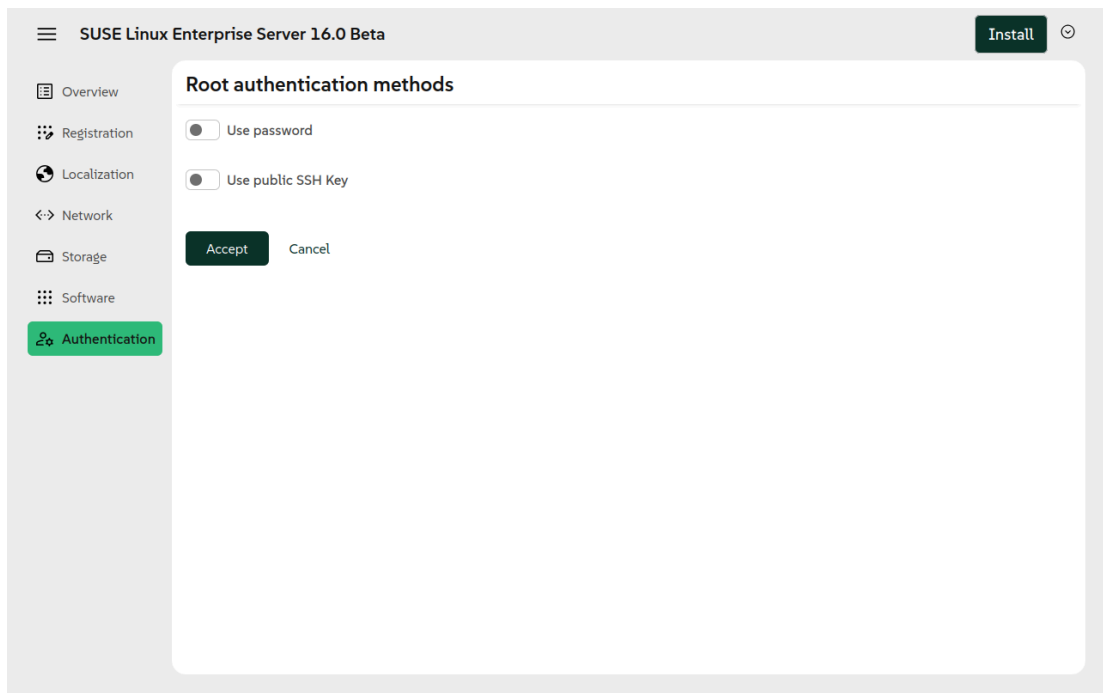 SUSE Linux Enterprise Server 16.0 Beta
Install
Overview
Registration
Localization
Network
Storage
Software
Authentication
Root authentication methods
Use password
Use public SSH Key
Accept
Cancel